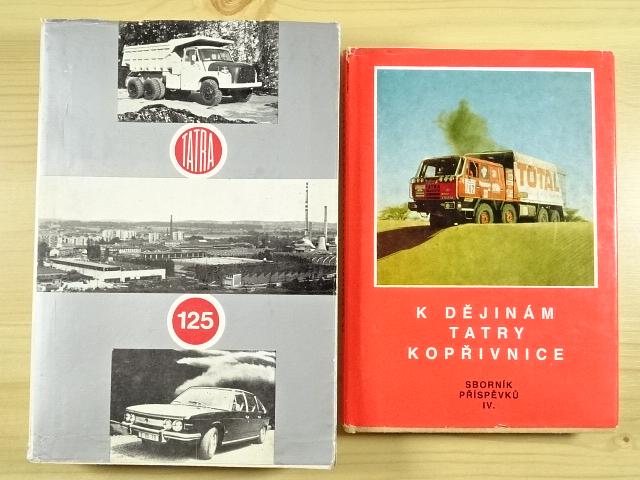 TATRA
125
TOTAL
K DĚJINÁM
TATRY
KOPŘIVNICE
SBORNÍK
PŘÍSPĚVKŮ
IV.